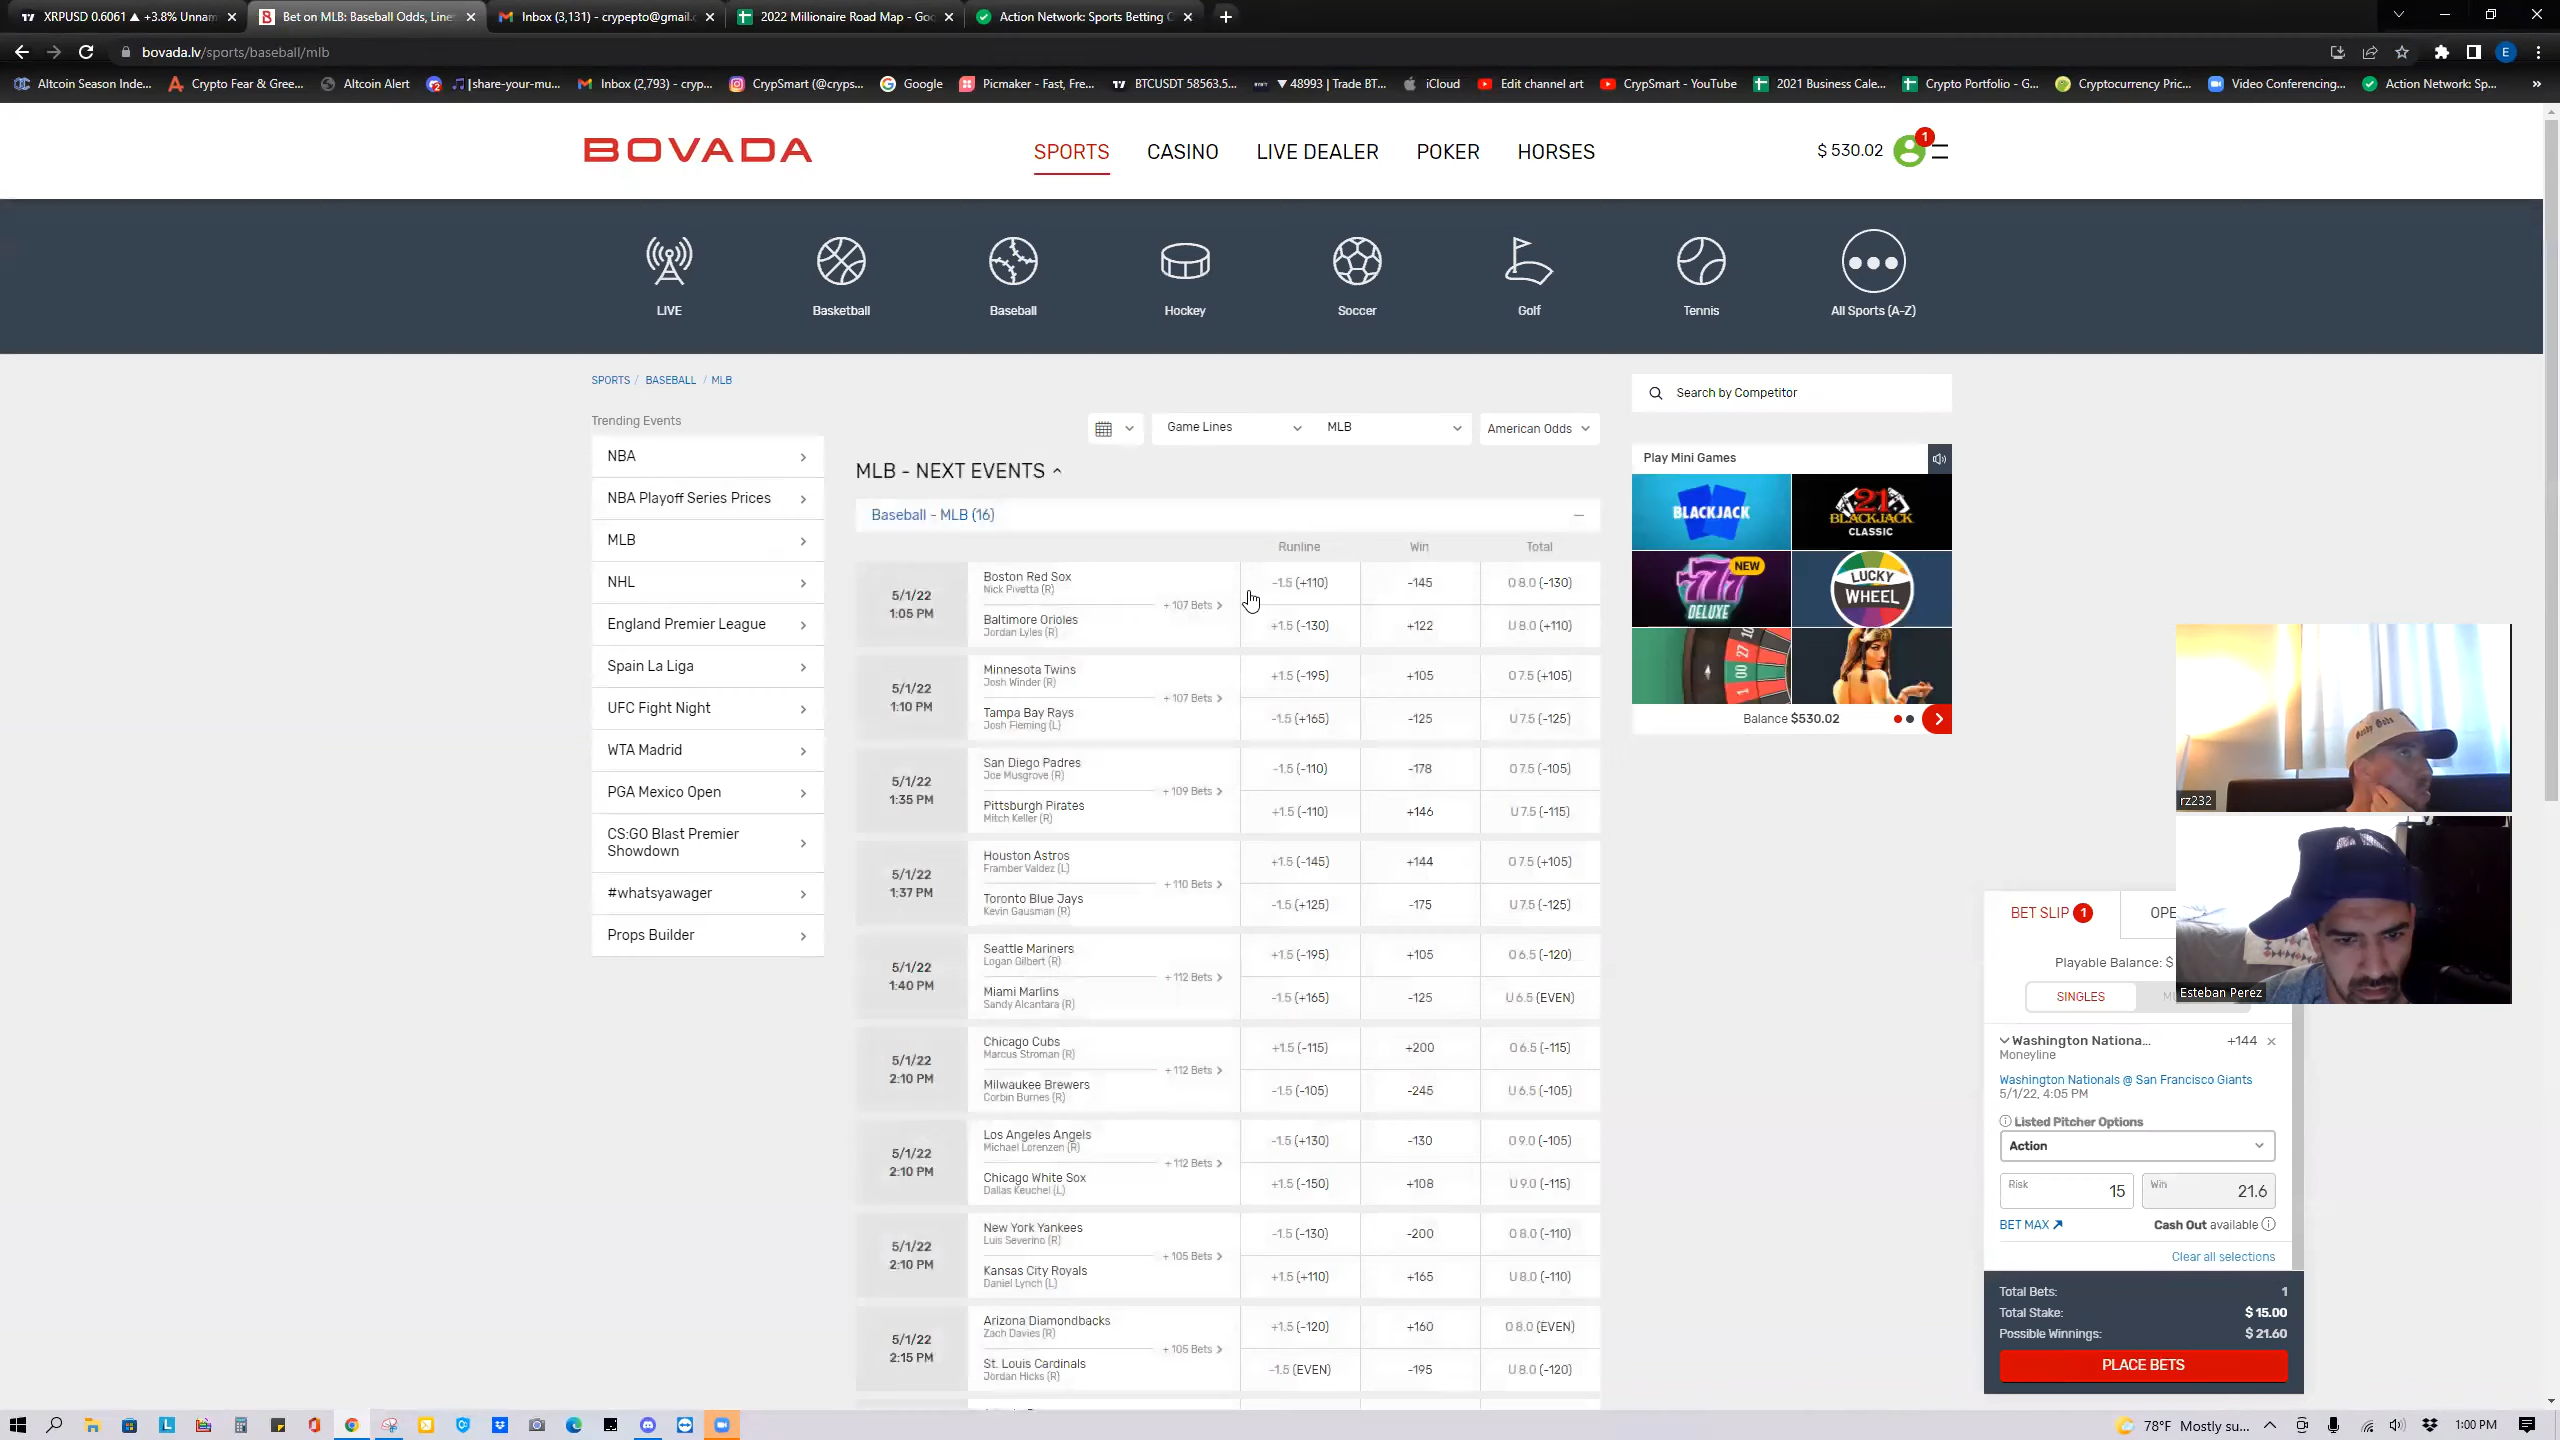 XRPUSD 0.6061 ▲ +3.8% Unnam
Bet on MLB: Baseball Odds, Line
Inbox (3,131) - crypepto@gmail.c
2022 Millionaire Road Map - Goo
Action Network: Sports Betting O
bovada.lv/sports/baseball/mlb
E
Altcoin Season Inde...
Crypto Fear & Gree...
Altcoin Alert
|share-your-mu...
Inbox (2,793) - cryp...
CrypSmart (@cryps...
Google
Picmaker - Fast, Fre...
BTCUSDT 58563.5...
▼ 48993 | Trade BT...
iCloud
Edit channel art
CrypSmart - YouTube
2021 Business Cale...
Crypto Portfolio - G...
Cryptocurrency Pric...
Video Conferencing,...
Action Network: Sp...
»
BOVADA
SPORTS
CASINO
LIVE DEALER
POKER
HORSES
$ 530.02
1
LIVE
Basketball
Baseball
Hockey
Soccer
Golf
Tennis
All Sports (A-Z)
SPORTS / BASEBALL / MLB
Trending Events
NBA
NBA Playoff Series Prices
MLB
NHL
England Premier League
Spain La Liga
UFC Fight Night
WTA Madrid
PGA Mexico Open
CS:GO Blast Premier
Showdown
#whatsyawager
Props Builder
Game Lines
MLB
American Odds
MLB - NEXT EVENTS
Baseball - MLB (16)
Runline Win Total
5/1/22
1:05 PM
Boston Red Sox
Nick Pivetta (R)
+ 107 Bets
Baltimore Orioles
Jordan Lyles (R)
-1.5 (+110) -145 O 8.0 (-130)
+1.5 (-130) +122 U 8.0 (+110)
5/1/22
1:10 PM
Minnesota Twins
Josh Winder (R)
+ 107 Bets
Tampa Bay Rays
Josh Fleming (L)
+1.5 (-195) +105 O 7.5 (+105)
-1.5 (+165) -125 U 7.5 (-125)
5/1/22
1:35 PM
San Diego Padres
Joe Musgrove (R)
+ 109 Bets
Pittsburgh Pirates
Mitch Keller (R)
-1.5 (-110) -178 O 7.5 (-105)
+1.5 (-110) +146 U 7.5 (-115)
5/1/22
1:37 PM
Houston Astros
Framber Valdez (L)
+ 110 Bets
Toronto Blue Jays
Kevin Gausman (R)
+1.5 (-145) +144 O 7.5 (+105)
-1.5 (+125) -175 U 7.5 (-125)
5/1/22
1:40 PM
Seattle Mariners
Logan Gilbert (R)
+ 112 Bets
Miami Marlins
Sandy Alcantara (R)
+1.5 (-195) +105 O 6.5 (-120)
-1.5 (+165) -125 U 6.5 (EVEN)
5/1/22
2:10 PM
Chicago Cubs
Marcus Stroman (R)
+ 112 Bets
Milwaukee Brewers
Corbin Burnes (R)
+1.5 (-115) +200 O 6.5 (-115)
-1.5 (-105) -245 U 6.5 (-105)
5/1/22
2:10 PM
Los Angeles Angels
Michael Lorenzen (R)
+ 112 Bets
Chicago White Sox
Dallas Keuchel (L)
-1.5 (+130) -130 O 9.0 (-105)
+1.5 (-150) +108 U 9.0 (-115)
5/1/22
2:10 PM
New York Yankees
Luis Severino (R)
+ 105 Bets
Kansas City Royals
Daniel Lynch (L)
-1.5 (-130) -200 O 8.0 (-110)
+1.5 (+110) +165 U 8.0 (-110)
5/1/22
2:15 PM
Arizona Diamondbacks
Zach Davies (R)
+ 105 Bets
St. Louis Cardinals
Jordan Hicks (R)
+1.5 (-120) +160 O 8.0 (EVEN)
-1.5 (EVEN) -195 U 8.0 (-120)
Search by Competitor
Play Mini Games
BLACKJACK
21
BLACKJACK
CLASSIC
NEW
777
DELUXE
LUCKY
WHEEL
Balance $530.02
rz232
Esteban Perez
BET SLIP 1
OPE
Playable Balance: $
SINGLES
Washington Nationa... +144
Moneyline
Washington Nationals @ San Francisco Giants
5/1/22, 4:05 PM
Listed Pitcher Options
Action
Risk 15
Win 21.6
BET MAX
Cash Out available
Clear all selections
Total Bets: 1
Total Stake: $ 15.00
Possible Winnings: $ 21.60
PLACE BETS
78°F Mostly su...
1:00 PM